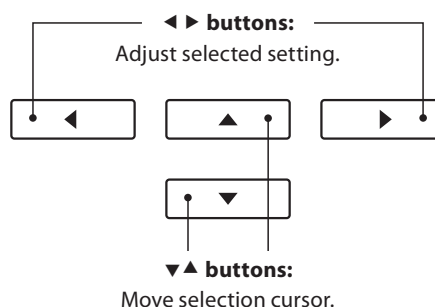 ◀ ▶ buttons:
Adjust selected setting.
◀
▲
▶
▼
▼▲ buttons:
Move selection cursor.